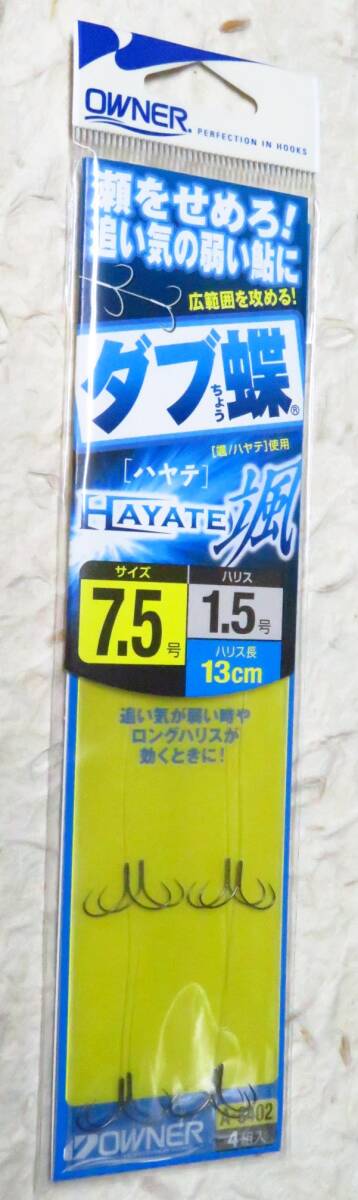 OWNER®
PERFECTION IN HOOKS
瀬をせめろ!
追い気の弱い鮎に
広範囲を攻める!
ダブ蝶®
ちょう
[颯/ハヤテ]使用
[ハヤテ]
HAYATE 颯
サイズ
7.5号
ハリス
1.5号
ハリス長
13cm
追い気が弱い時や
ロングハリスが
効くときに!
OWNER
4組入